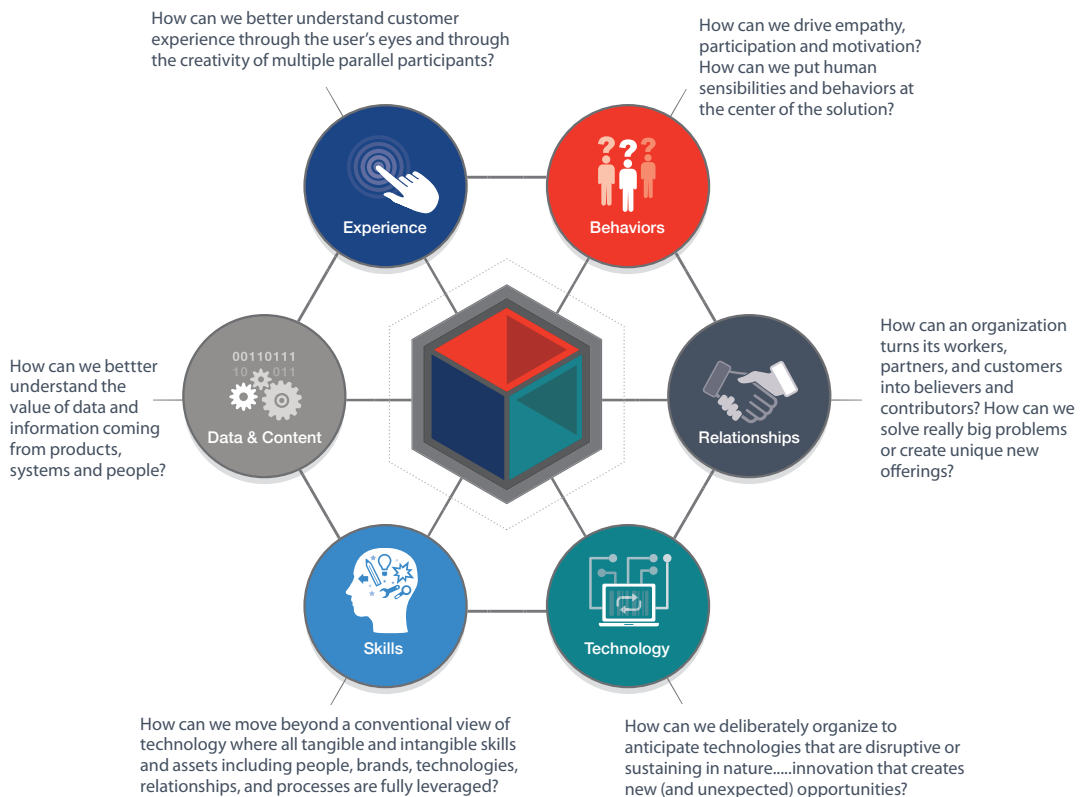 How can we better understand customer
experience through the user's eyes and through
the creativity of multiple parallel participants?
How can we drive empathy,
participation and motivation?
How can we put human
sensibilities and behaviors at
the center of the solution?
? ? ?
Experience
Behaviors
How can we bettter
understand the
value of data and
information coming
from products,
systems and people?
00110111
10 011
Data & Content
Relationships
How can an organization
turns its workers,
partners, and customers
into believers and
contributors? How can we
solve really big problems
or create unique new
offerings?
Skills
Technology
How can we move beyond a conventional view of
technology where all tangible and intangible skills
and assets including people, brands, technologies,
relationships, and processes are fully leveraged?
How can we deliberately organize to
anticipate technologies that are disruptive or
sustaining in nature.....innovation that creates
new (and unexpected) opportunities?